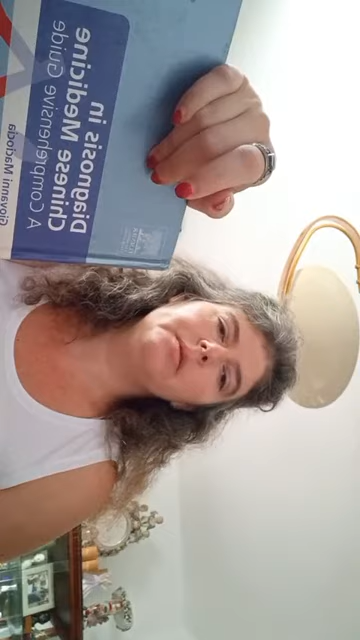 Diagnosis in
Chinese Medicine
A Comprehensive Guide
Giovanni Maciocia